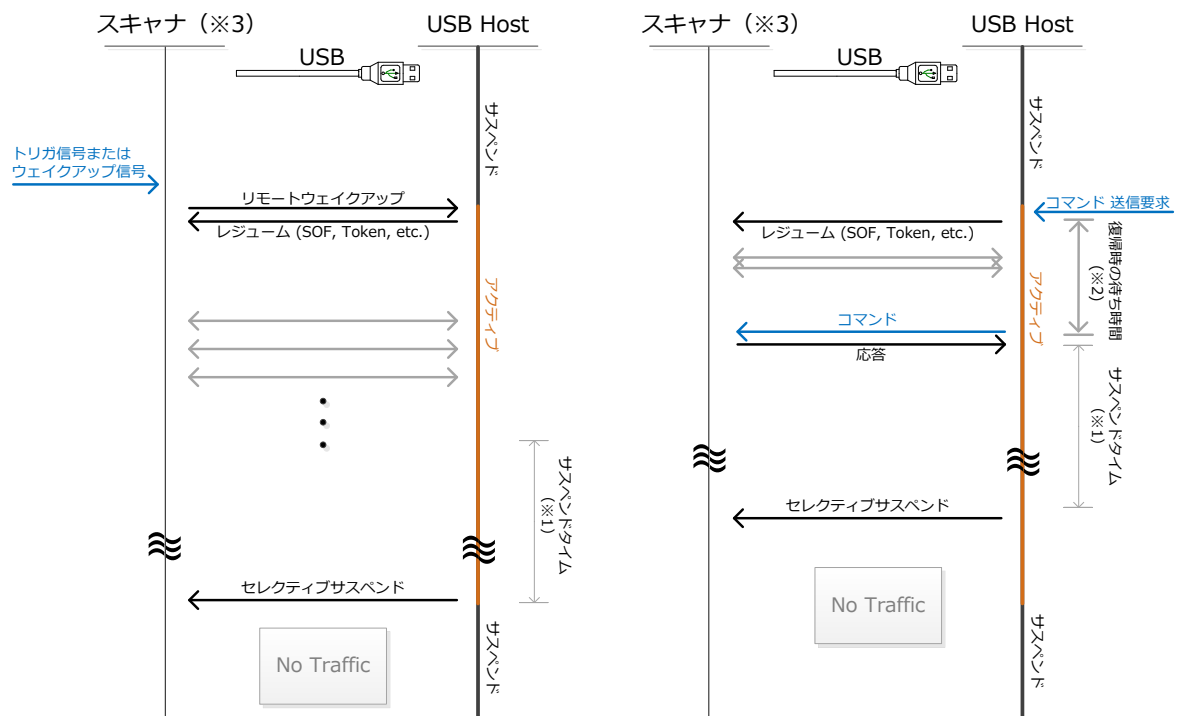 スキャナ（※3）
USB Host
USB
サスペンド
トリガ信号または
ウェイクアップ信号
リモートウェイクアップ
レジューム (SOF, Token, etc.)
アクティブ
サスペンドタイム
(※1)
セレクティブサスペンド
No Traffic
サスペンド
スキャナ（※3）
USB Host
USB
サスペンド
コマンド 送信要求
レジューム (SOF, Token, etc.)
復帰時の待ち時間
(※2)
アクティブ
コマンド
応答
サスペンドタイム
(※1)
セレクティブサスペンド
No Traffic
サスペンド